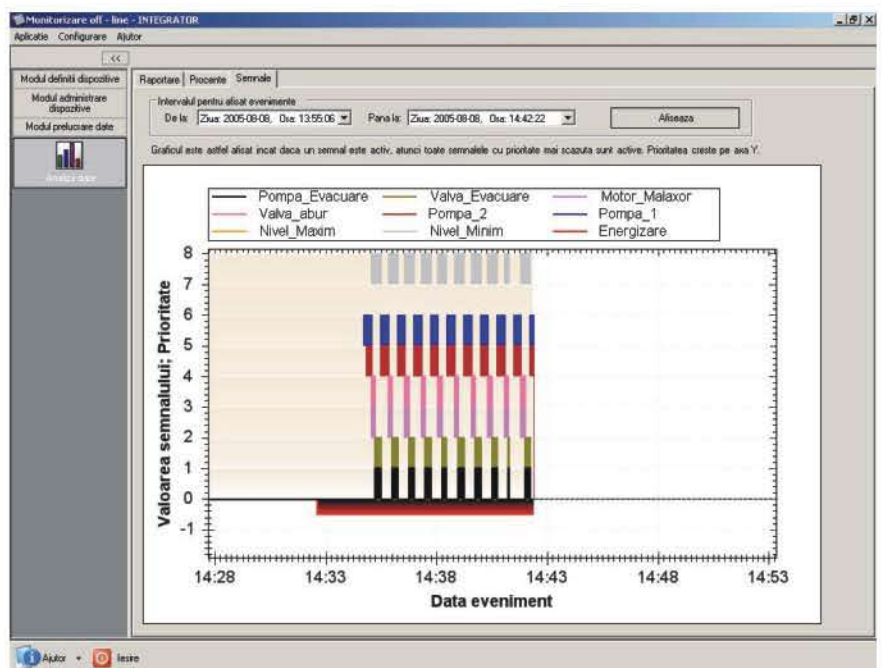 Monitorizare off - line - INTEGRATOR
Aplicatie Configurare Ajutor
<<
Modul definitii dispozitive
Modul administrare
dispozitive
Modul prelucrare date
Analiza date
Raportare Procente Semnale
Intervalul pentru afisat evenimente
De la: Ziua: 2005-08-08, Ora: 13:55:06 Pana la: Ziua: 2005-08-08, Ora: 14:42:22 Afiseaza
Graficul este astfel afisat incat daca un semnal este activ, atunci toate semnalele cu prioritate mai scazuta sunt active. Prioritatea creste pe axa Y.
Pompa_Evacuare Valva_Evacuare Motor_Malaxor
Valva_abur Pompa_2 Pompa_1
Nivel_Maxim Nivel_Minim Energizare
Valoarea semnalului; Prioritate
8
7
6
5
4
3
2
1
0
-1
14:28 14:33 14:38 14:43 14:48 14:53
Data eveniment
Ajutor Iesire